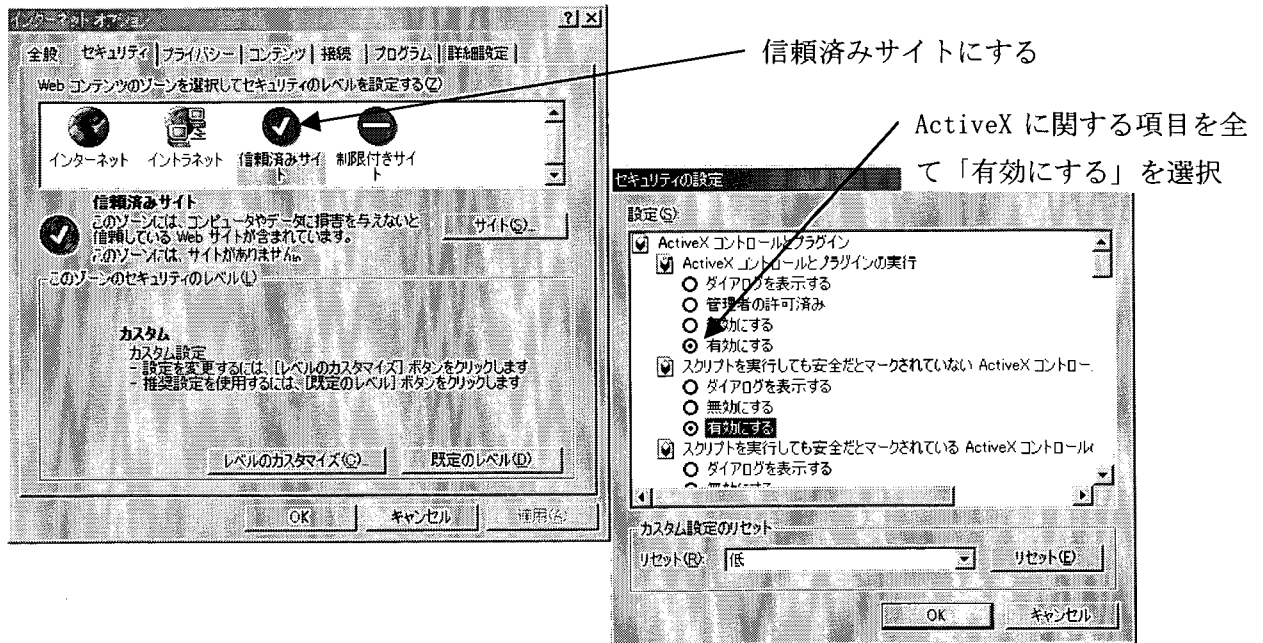 インターネット オプション
? ×
全般 セキュリティ プライバシー コンテンツ 接続 プログラム 詳細設定
Web コンテンツのゾーンを選択してセキュリティのレベルを設定する(Z)
インターネット イントラネット 信頼済みサイ 制限付きサイ
ト ト
信頼済みサイト
このゾーンには、コンピュータやデータに損害を与えないと
信頼している Web サイトが含まれています。
このゾーンには、サイトがありません。
サイト(S)...
このゾーンのセキュリティのレベル(L)
カスタム
カスタム設定
- 設定を変更するには、[レベルのカスタマイズ] ボタンをクリックします
- 推奨設定を使用するには、[既定のレベル] ボタンをクリックします
レベルのカスタマイズ(C)... 既定のレベル(D)
OK キャンセル 適用(A)
信頼済みサイトにする
ActiveX に関する項目を全
て「有効にする」を選択
セキュリティの設定
設定(S):
ActiveX コントロールとプラグイン
ActiveX コントロールとプラグインの実行
ダイアログを表示する
管理者の許可済み
無効にする
有効にする
スクリプトを実行しても安全だとマークされていない ActiveX コントロー
ダイアログを表示する
無効にする
有効にする
スクリプトを実行しても安全だとマークされている ActiveX コントロール
ダイアログを表示する
無効にする
カスタム設定のリセット
リセット(R): 低 リセット(E)
OK キャンセル